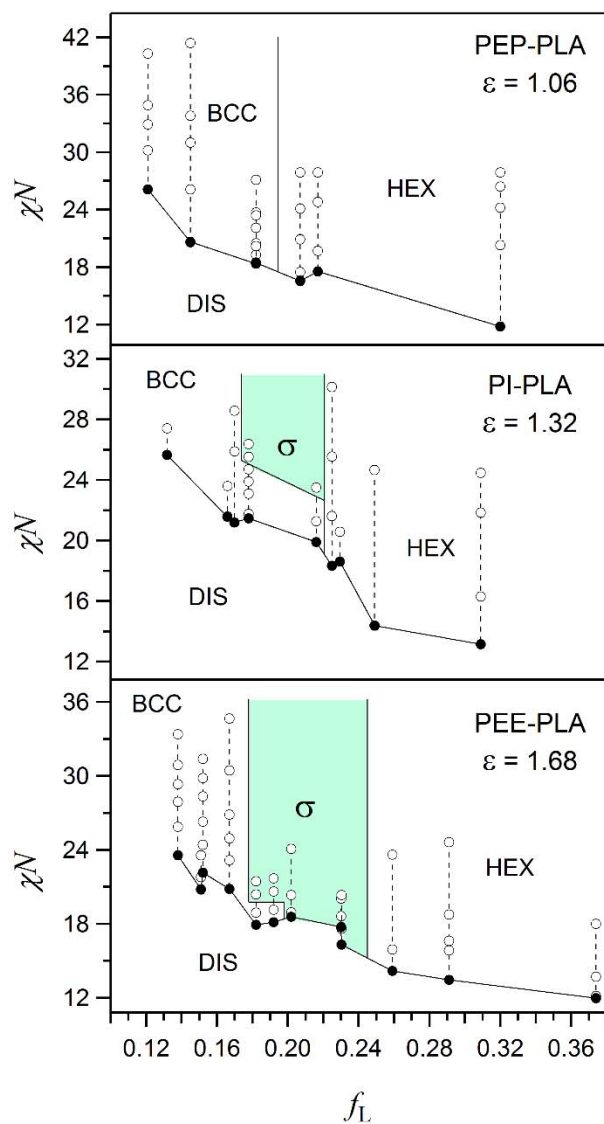 42
PEP-PLA
ε = 1.06
36
BCC
30
χN
HEX
24
18
DIS
12
32
BCC
PI-PLA
ε = 1.32
28
σ
24
χN
20
HEX
DIS
16
12
36
BCC
PEE-PLA
ε = 1.68
30
σ
χN
24
HEX
18
DIS
12
0.12 0.16 0.20 0.24 0.28 0.32 0.36
f_L